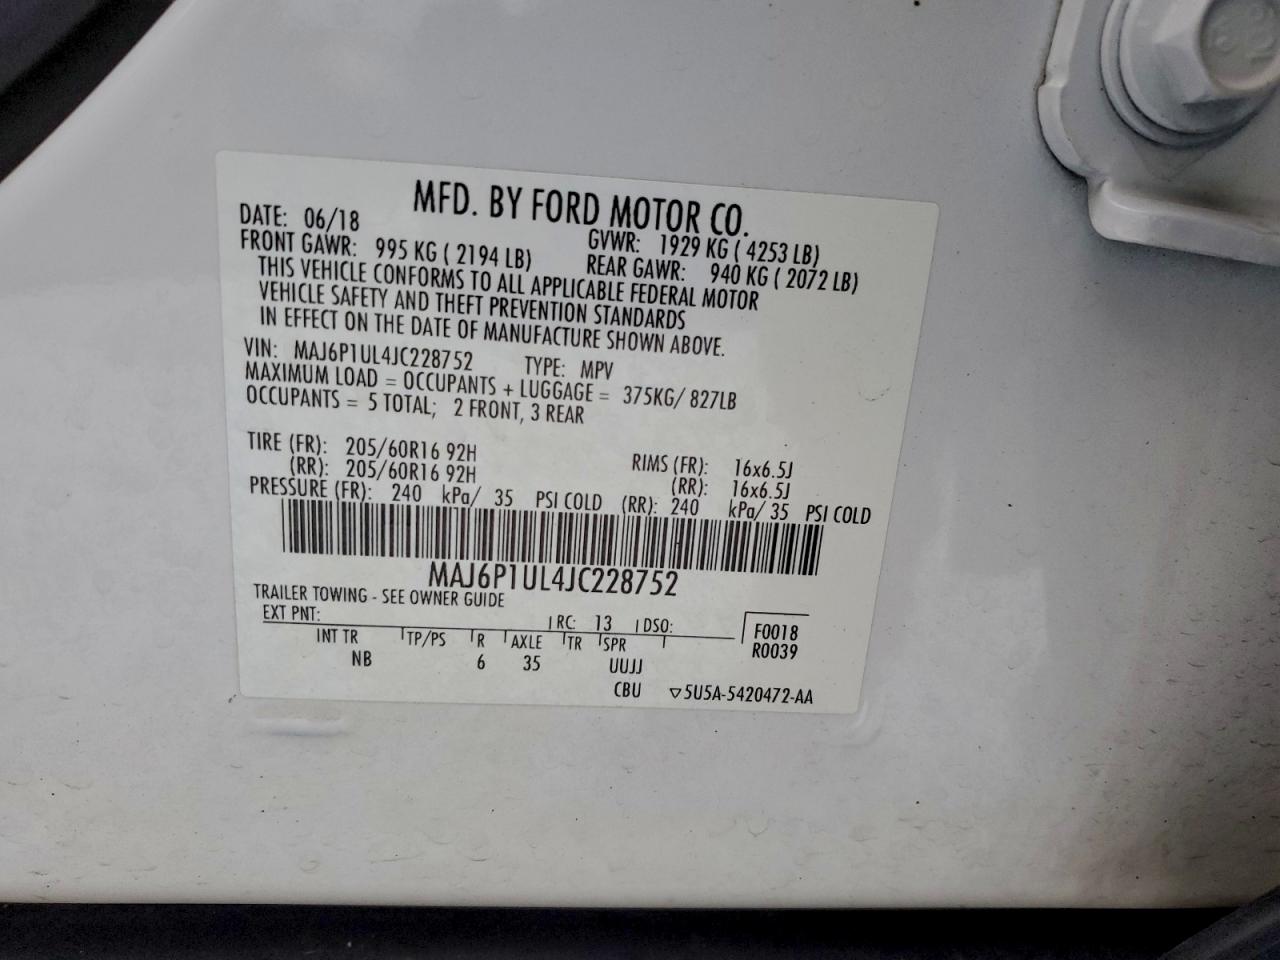 MFD. BY FORD MOTOR CO.
DATE: 06/18 GVWR: 1929 KG ( 4253 LB)
FRONT GAWR: 995 KG ( 2194 LB) REAR GAWR: 940 KG ( 2072 LB)
THIS VEHICLE CONFORMS TO ALL APPLICABLE FEDERAL MOTOR
VEHICLE SAFETY AND THEFT PREVENTION STANDARDS
IN EFFECT ON THE DATE OF MANUFACTURE SHOWN ABOVE.
VIN: MAJ6P1UL4JC228752 TYPE: MPV
MAXIMUM LOAD = OCCUPANTS + LUGGAGE = 375KG/ 827LB
OCCUPANTS = 5 TOTAL; 2 FRONT, 3 REAR
TIRE (FR): 205/60R16 92H RIMS (FR): 16x6.5J
(RR): 205/60R16 92H (RR): 16x6.5J
PRESSURE (FR): 240 kPa/ 35 PSI COLD (RR): 240 kPa/ 35 PSI COLD
MAJ6P1UL4JC228752
TRAILER TOWING - SEE OWNER GUIDE
EXT PNT: RC: 13 DSO: F0018
INT TR TP/PS R AXLE TR SPR R0039
NB 6 35 UUJJ
CBU ▽5U5A-5420472-AA